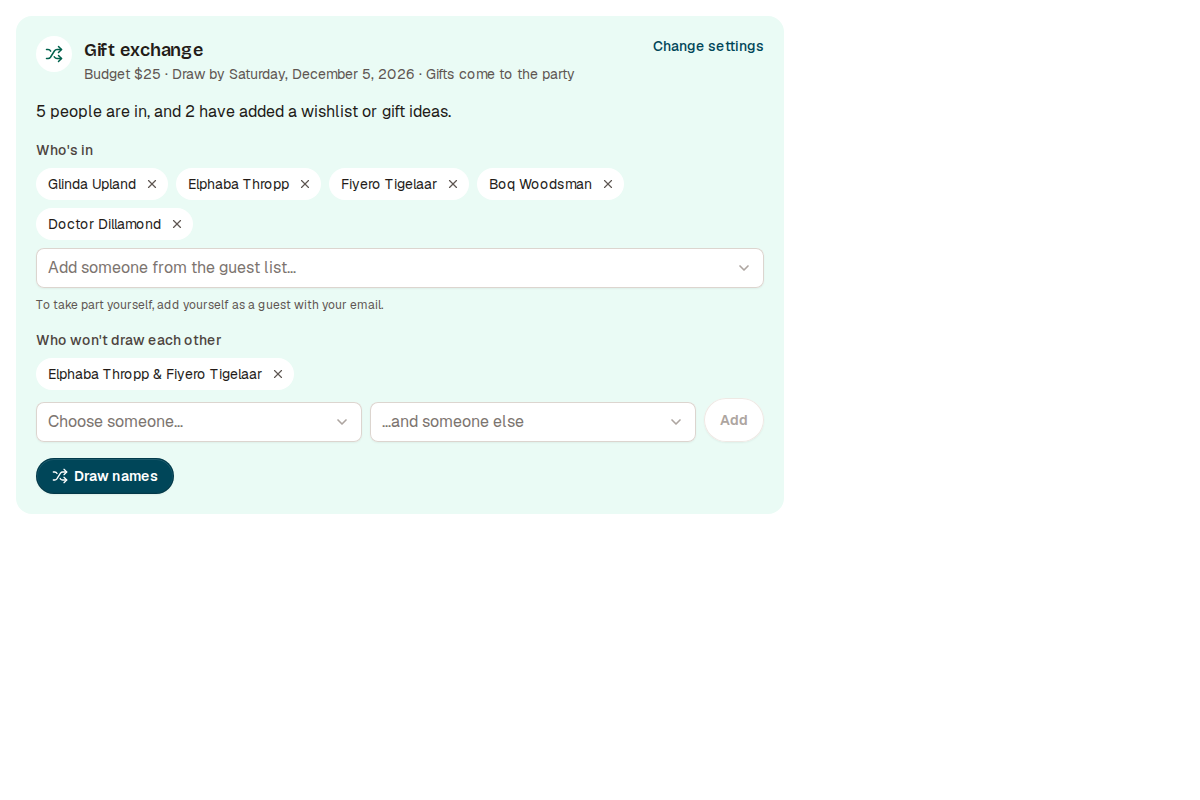 Gift exchange
Change settings
Budget $25 · Draw by Saturday, December 5, 2026 · Gifts come to the party
5 people are in, and 2 have added a wishlist or gift ideas.
Who's in
Glinda Upland
Elphaba Thropp
Fiyero Tigelaar
Boq Woodsman
Doctor Dillamond
Add someone from the guest list...
To take part yourself, add yourself as a guest with your email.
Who won't draw each other
Elphaba Thropp & Fiyero Tigelaar
Choose someone...
...and someone else
Add
Draw names